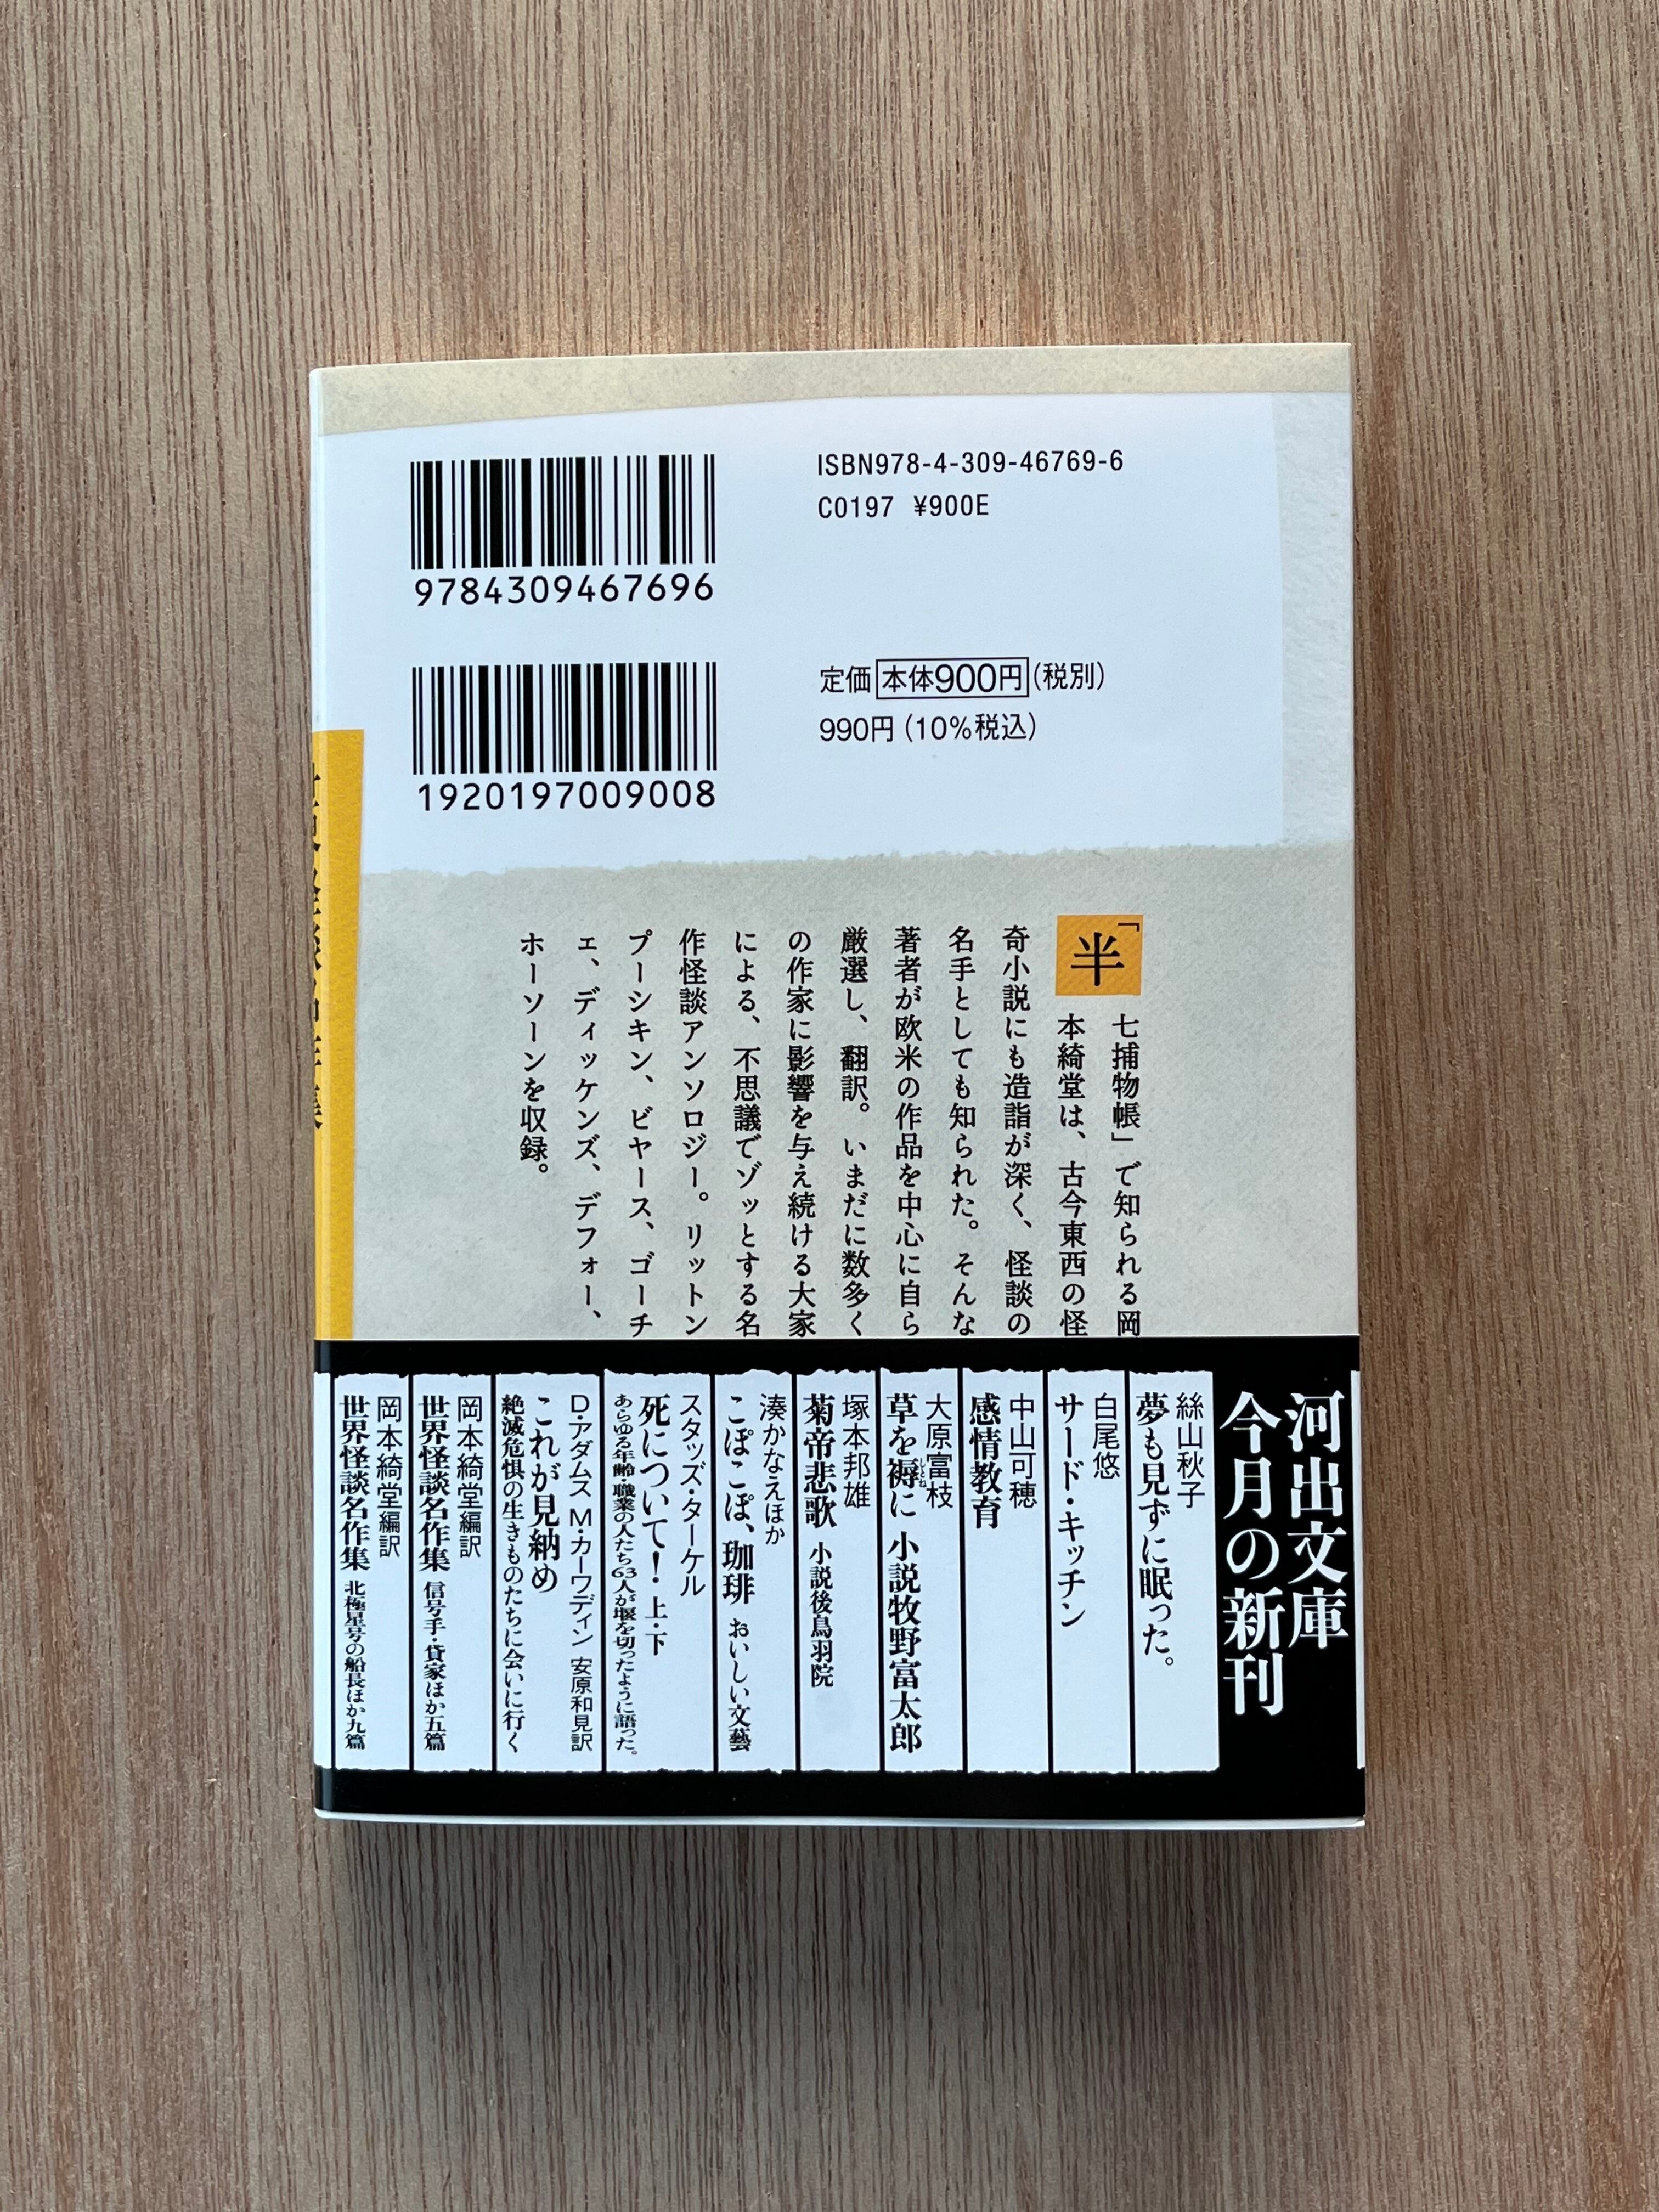 ISBN978-4-309-46769-6
C0197 ¥900E
9784309467696
定価 本体900円(税別)
990円(10%税込)
1920197009008
「半七捕物帳」で知られる岡
本綺堂は、古今東西の怪
奇小説にも造詣が深く、怪談の
名手としても知られた。そんな
著者が欧米の作品を中心に自ら
厳選し、翻訳。いまだに数多く
の作家に影響を与え続ける大家
による、不思議でゾッとする名
作怪談アンソロジー。リットン
プーシキン、ビヤース、ゴーチ
ェ、ディッケンズ、デフォー、
ホーソーンを収録。
河出文庫
今月の新刊
絲山秋子
夢も見ずに眠った。
白尾悠
サード・キッチン
中山可穂
感情教育
大原富枝
草を褥に 小説牧野富太郎
しとね
塚本邦雄
菊帝悲歌 小説後鳥羽院
湊かなえほか
こぽこぽ、珈琲 おいしい文藝
スタッズ・ターケル
死について! 上・下
あらゆる年齢・職業の人たち63人が堰を切ったように語った。
D・アダムス M・カーワディン 安原和見訳
これが見納め
絶滅危惧の生きものたちに会いに行く
岡本綺堂編訳
世界怪談名作集 信号手・貸家ほか五篇
岡本綺堂編訳
世界怪談名作集 北極星号の船長ほか九篇